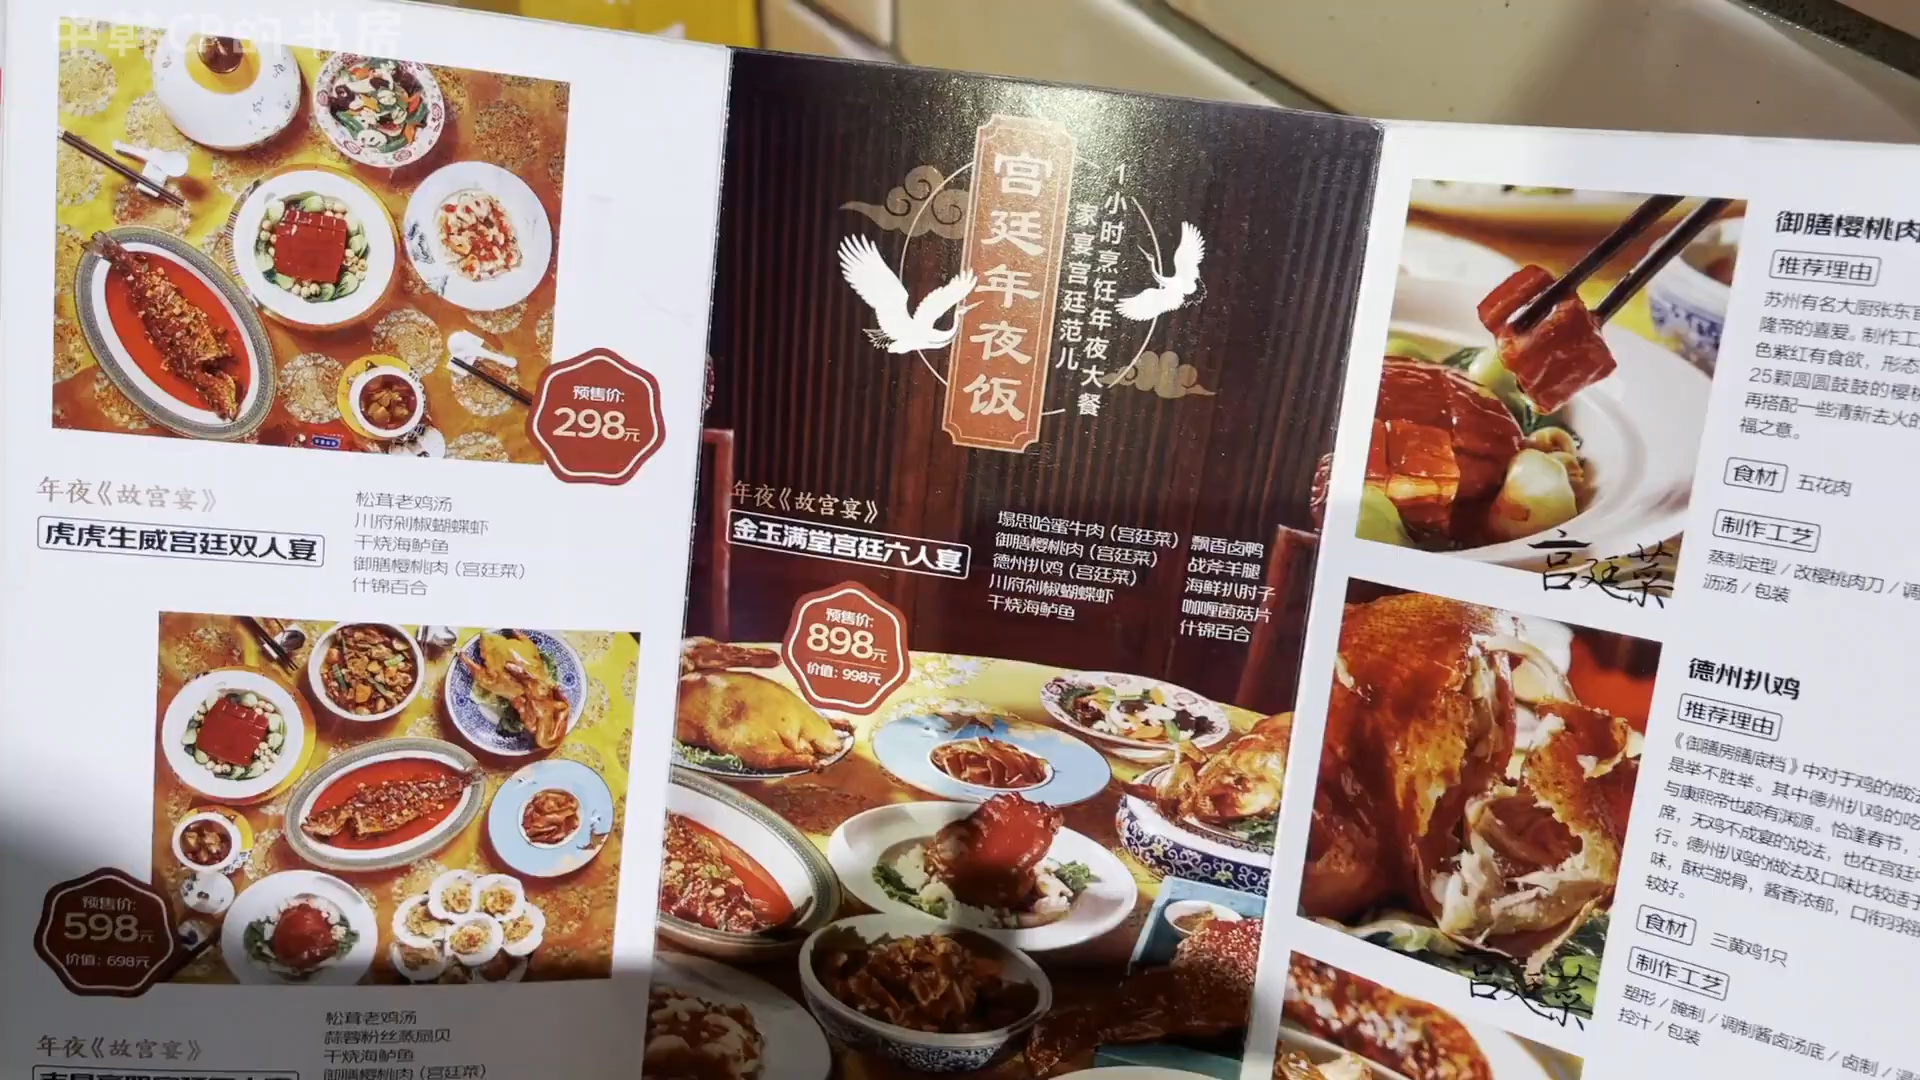 中韩CP的书房
预售价:
298元
年夜《故宫宴》
虎虎生威宫廷双人宴
松茸老鸡汤
川府剁椒蝴蝶虾
干烧海鲈鱼
御膳樱桃肉（宫廷菜）
什锦百合
预售价:
598元
价值: 698元
年夜《故宫宴》
松茸老鸡汤
蒜蓉粉丝蒸扇贝
干烧海鲈鱼
御膳樱桃肉（宫廷菜）
宫廷年夜饭
1小时烹饪年夜大餐
家宴宫廷范儿
年夜《故宫宴》
金玉满堂宫廷六人宴
塌思哈蜜牛肉（宫廷菜）
御膳樱桃肉（宫廷菜）
德州扒鸡（宫廷菜）
川府剁椒蝴蝶虾
干烧海鲈鱼
飘香卤鸭
战斧羊腿
海鲜扒肘子
咖喱菌菇片
什锦百合
预售价:
898元
价值: 998元
御膳樱桃肉
推荐理由
苏州有名大厨张东官
隆帝的喜爱。制作工
色紫红有食欲，形态
25颗圆圆鼓鼓的樱桃
再搭配一些清新去火的
福之意。
食材 五花肉
制作工艺
蒸制定型 / 改樱桃肉刀 / 调
沥汤 / 包装
宫廷菜
德州扒鸡
推荐理由
《御膳房膳底档》中对于鸡的做法
是举不胜举。其中德州扒鸡的吃
与康熙帝也颇有渊源。恰逢春节，
席，无鸡不成宴的说法，也在宫廷中
行。德州扒鸡的做法及口味比较适于
味，酥烂脱骨，酱香浓郁，口衔羽
较好。
食材 三黄鸡1只
制作工艺
塑形 / 腌制 / 调制酱卤汤底 / 卤制 / 浸
控汁 / 包装
宫廷菜